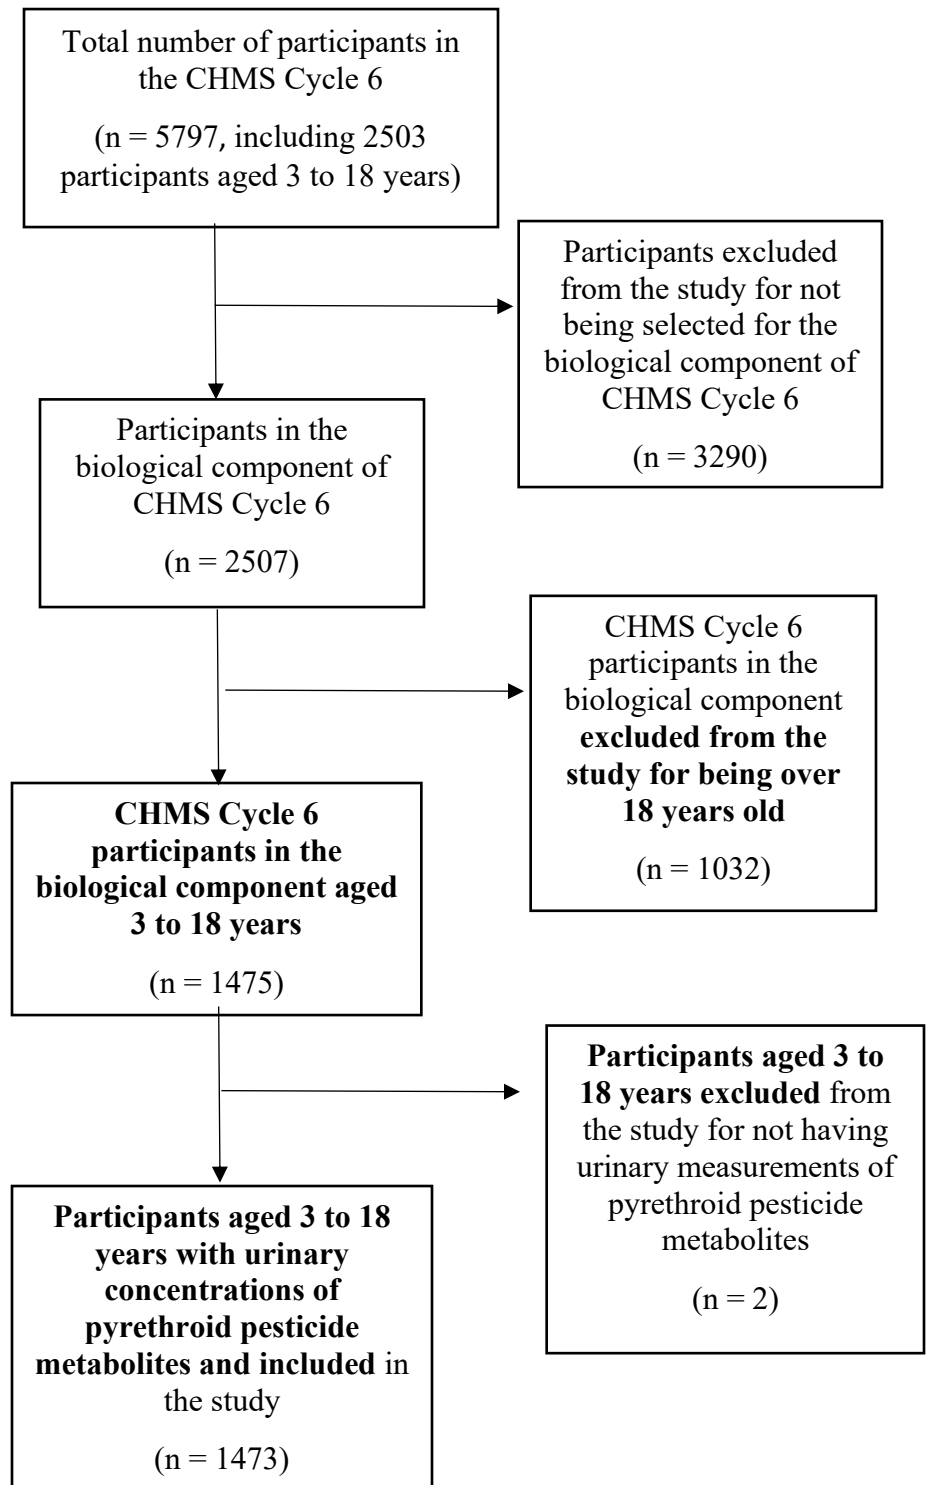 Total number of participants in
the CHMS Cycle 6
(n = 5797, including 2503
participants aged 3 to 18 years)
Participants excluded
from the study for not
being selected for the
biological component of
CHMS Cycle 6
(n = 3290)
Participants in the
biological component of
CHMS Cycle 6
(n = 2507)
CHMS Cycle 6
participants in the
biological component
excluded from the
study for being over
18 years old
(n = 1032)
CHMS Cycle 6
participants in the
biological component aged
3 to 18 years
(n = 1475)
Participants aged 3 to
18 years excluded from
the study for not having
urinary measurements of
pyrethroid pesticide
metabolites
(n = 2)
Participants aged 3 to 18
years with urinary
concentrations of
pyrethroid pesticide
metabolites and included in
the study
(n = 1473)